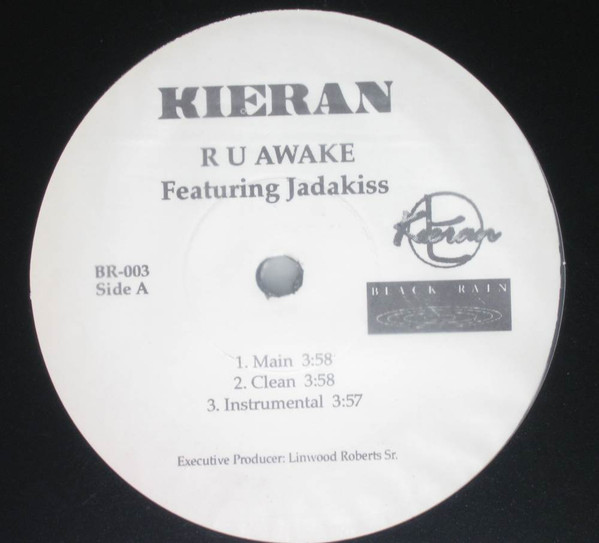 KIERAN
R U AWAKE
Featuring Jadakiss
Kieran
BLACK RAIN
BR-003
Side A
1. Main 3:58
2. Clean 3:58
3. Instrumental 3:57
Executive Producer: Linwood Roberts Sr.